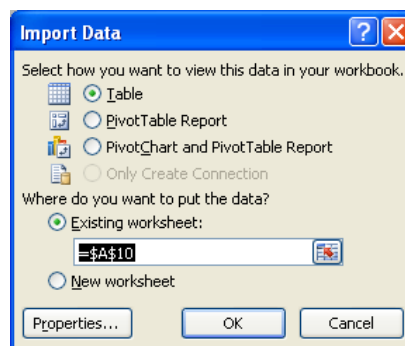 Import Data
?
Select how you want to view this data in your workbook.
Table
PivotTable Report
PivotChart and PivotTable Report
Only Create Connection
Where do you want to put the data?
Existing worksheet:
=$A$10
New worksheet
Properties... OK Cancel